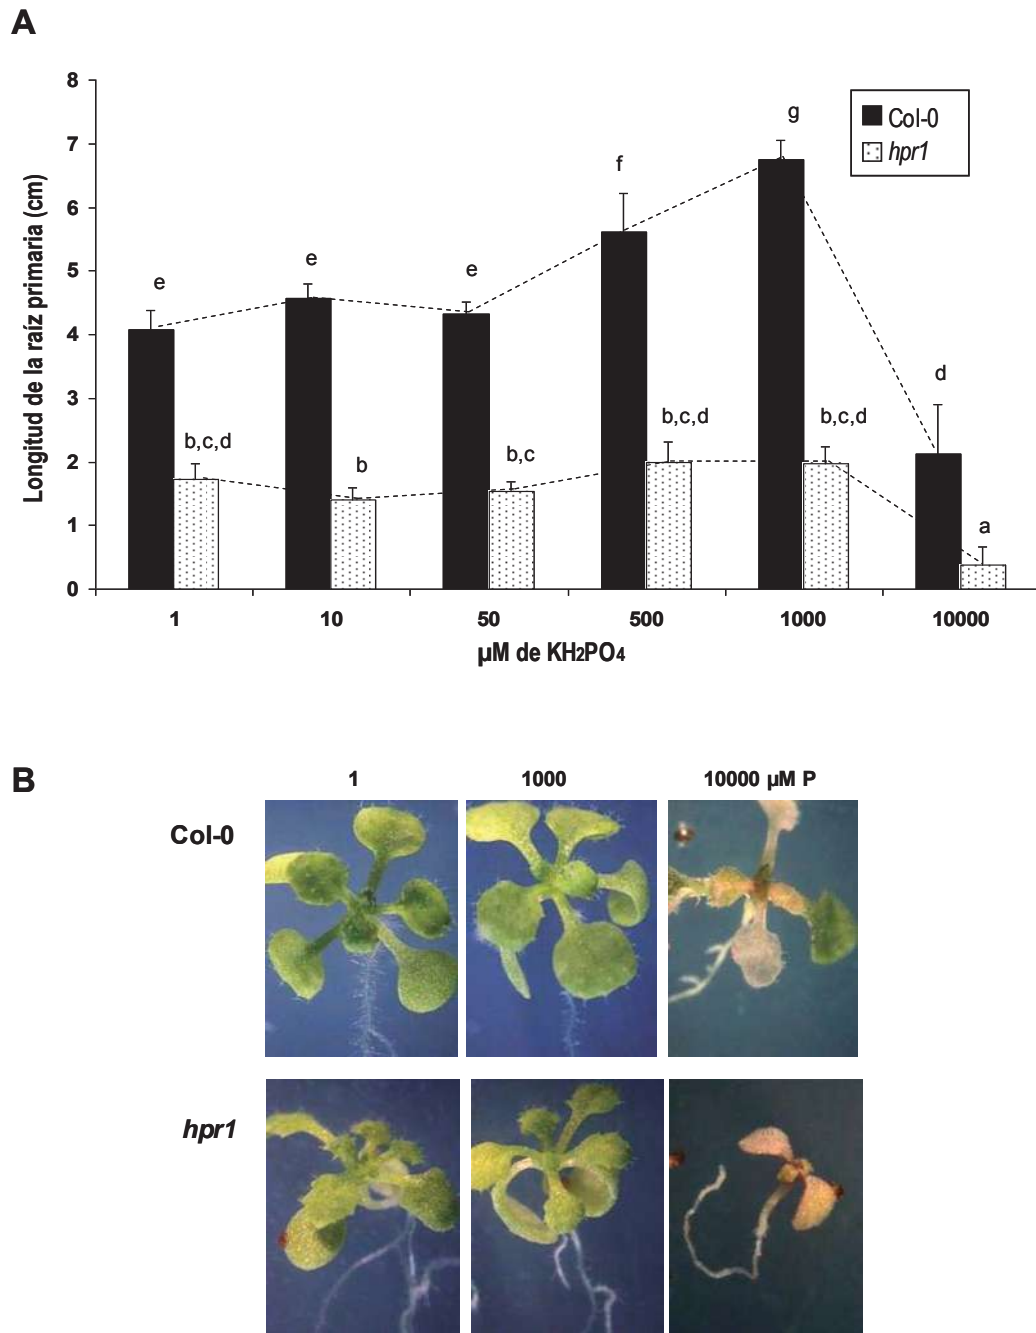 A
Longitud de la raíz primaria (cm)
8
7
6
5
4
3
2
1
0
e
e
e
f
g
d
b,c,d
b
b,c
b,c,d
b,c,d
a
Col-0
hpr1
1 10 50 500 1000 10000
µM de KH2PO4
B
1 1000 10000 µM P
Col-0
hpr1